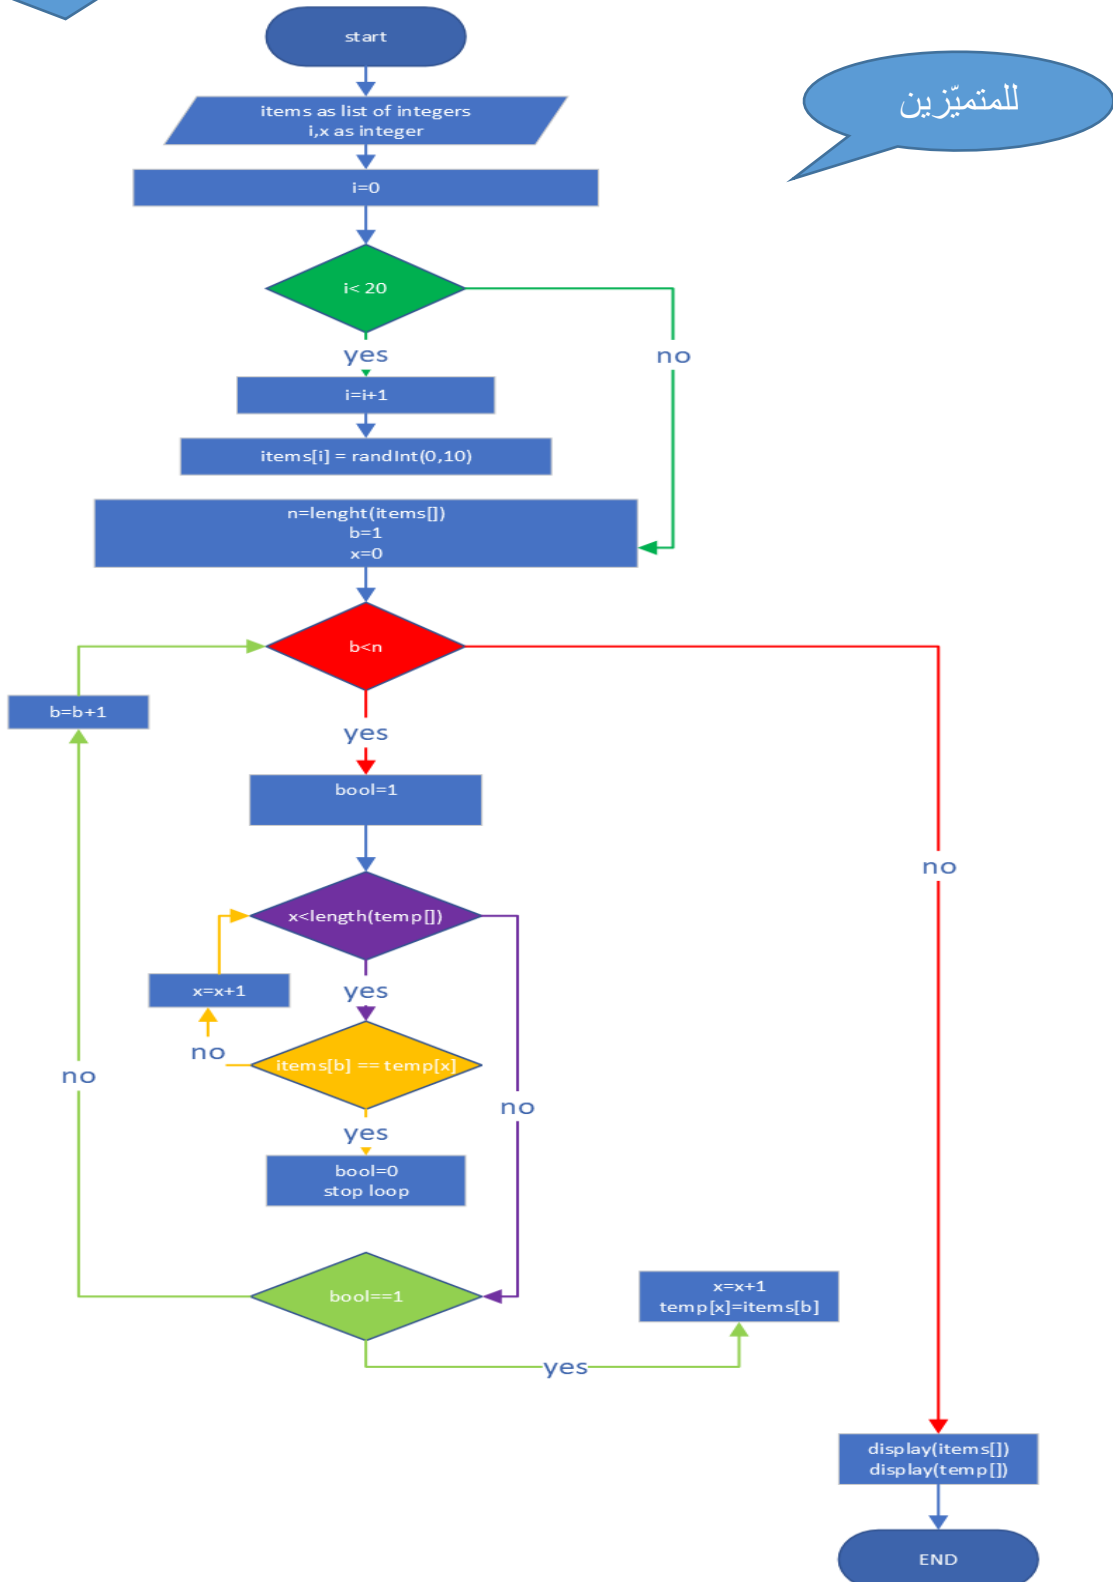 start
للمتميّزين
items as list of integers
i,x as integer
i=0
i< 20
yes
no
i=i+1
items[i] = randInt(0,10)
n=lenght(items[])
b=1
x=0
b<n
b=b+1
yes
bool=1
no
x<length(temp[])
x=x+1
yes
no
items[b] == temp[x]
no
no
yes
bool=0
stop loop
bool==1
x=x+1
temp[x]=items[b]
yes
display(items[])
display(temp[])
END